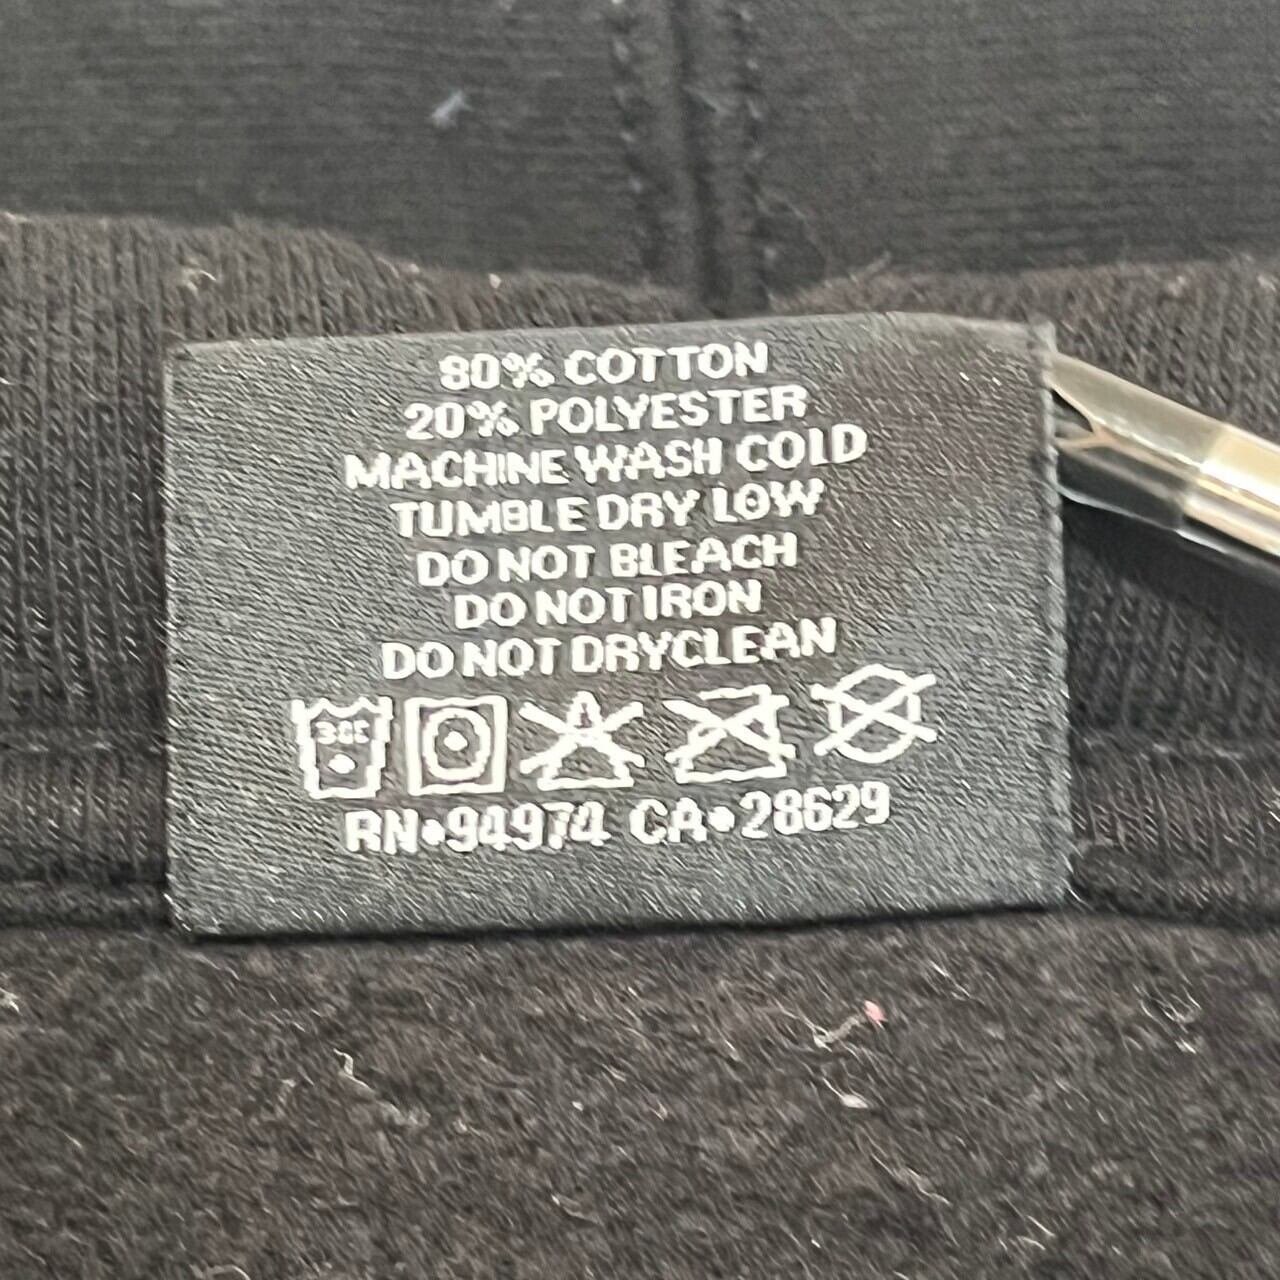 80% COTTON
20% POLYESTER
MACHINE WASH COLD
TUMBLE DRY LOW
DO NOT BLEACH
DO NOT IRON
DO NOT DRYCLEAN
RN•94974 CA•28629